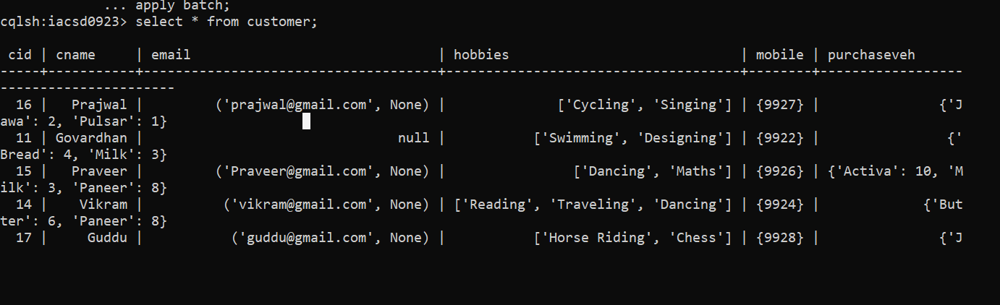 ... apply batch;
cqlsh:iacsd0923> select * from customer;
cid | cname     | email                               | hobbies                              | mobile | purchaseveh
-----+-----------+-------------------------------------+--------------------------------------+--------+------------------
----------------------
16 |   Prajwal |         ('prajwal@gmail.com', None) |              ['Cycling', 'Singing'] | {9927} |               {'J
awa': 2, 'Pulsar': 1}
11 | Govardhan |                                null |           ['Swimming', 'Designing'] | {9922} |                {'
Bread': 4, 'Milk': 3}
15 |   Praveer |         ('Praveer@gmail.com', None) |                ['Dancing', 'Maths'] | {9926} | {'Activa': 10, 'M
ilk': 3, 'Paneer': 8}
14 |    Vikram |          ('vikram@gmail.com', None) | ['Reading', 'Traveling', 'Dancing'] | {9924} |             {'But
ter': 6, 'Paneer': 8}
17 |     Guddu |           ('guddu@gmail.com', None) |           ['Horse Riding', 'Chess'] | {9928} |               {'J